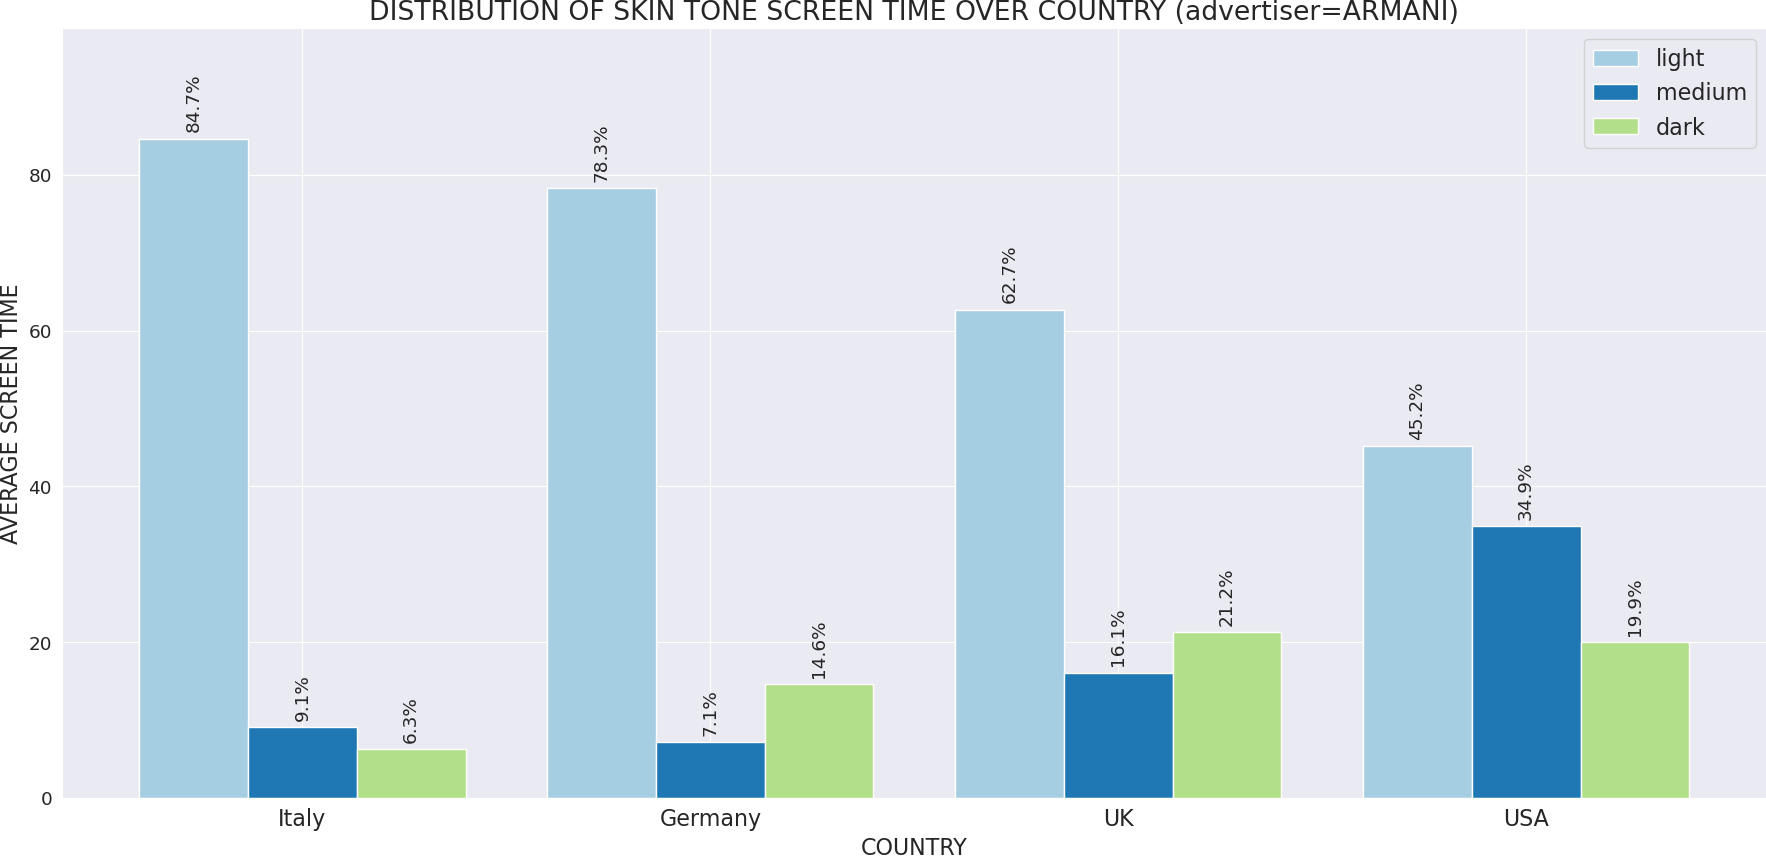 DISTRIBUTION OF SKIN TONE SCREEN TIME OVER COUNTRY (advertiser=ARMANI)
light
medium
dark
AVERAGE SCREEN TIME
80
60
40
20
0
84.7%
9.1%
6.3%
78.3%
7.1%
14.6%
62.7%
16.1%
21.2%
45.2%
34.9%
19.9%
Italy
Germany
UK
USA
COUNTRY